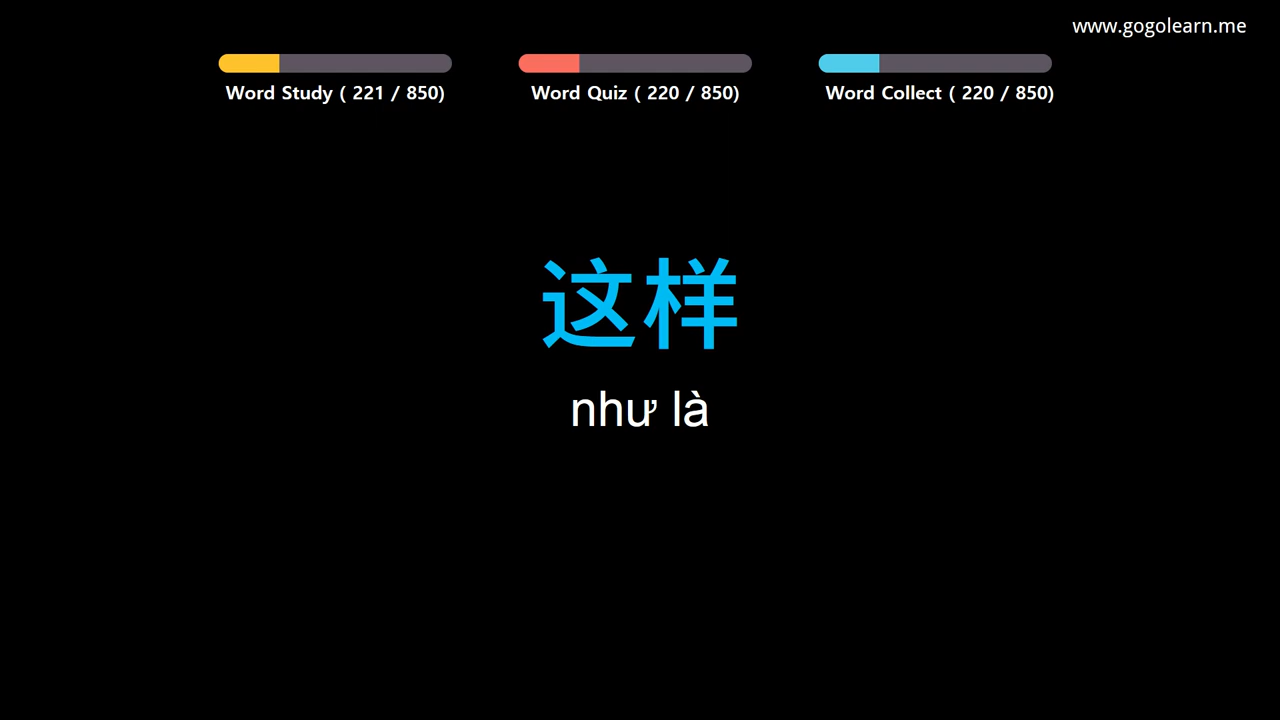 www.gogolearn.me
Word Study ( 221 / 850)
Word Quiz ( 220 / 850)
Word Collect ( 220 / 850)
这样
như là